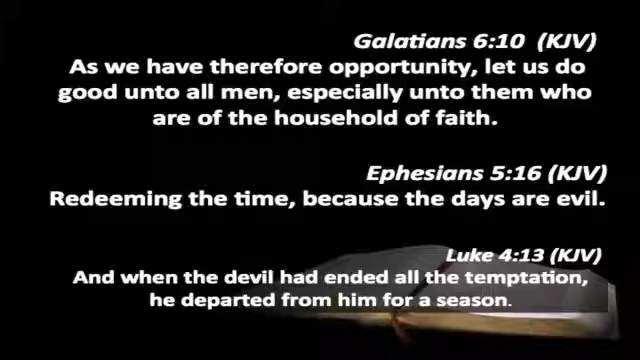 Galatians 6:10 (KJV)
As we have therefore opportunity, let us do
good unto all men, especially unto them who
are of the household of faith.
Ephesians 5:16 (KJV)
Redeeming the time, because the days are evil.
Luke 4:13 (KJV)
And when the devil had ended all the temptation,
he departed from him for a season.